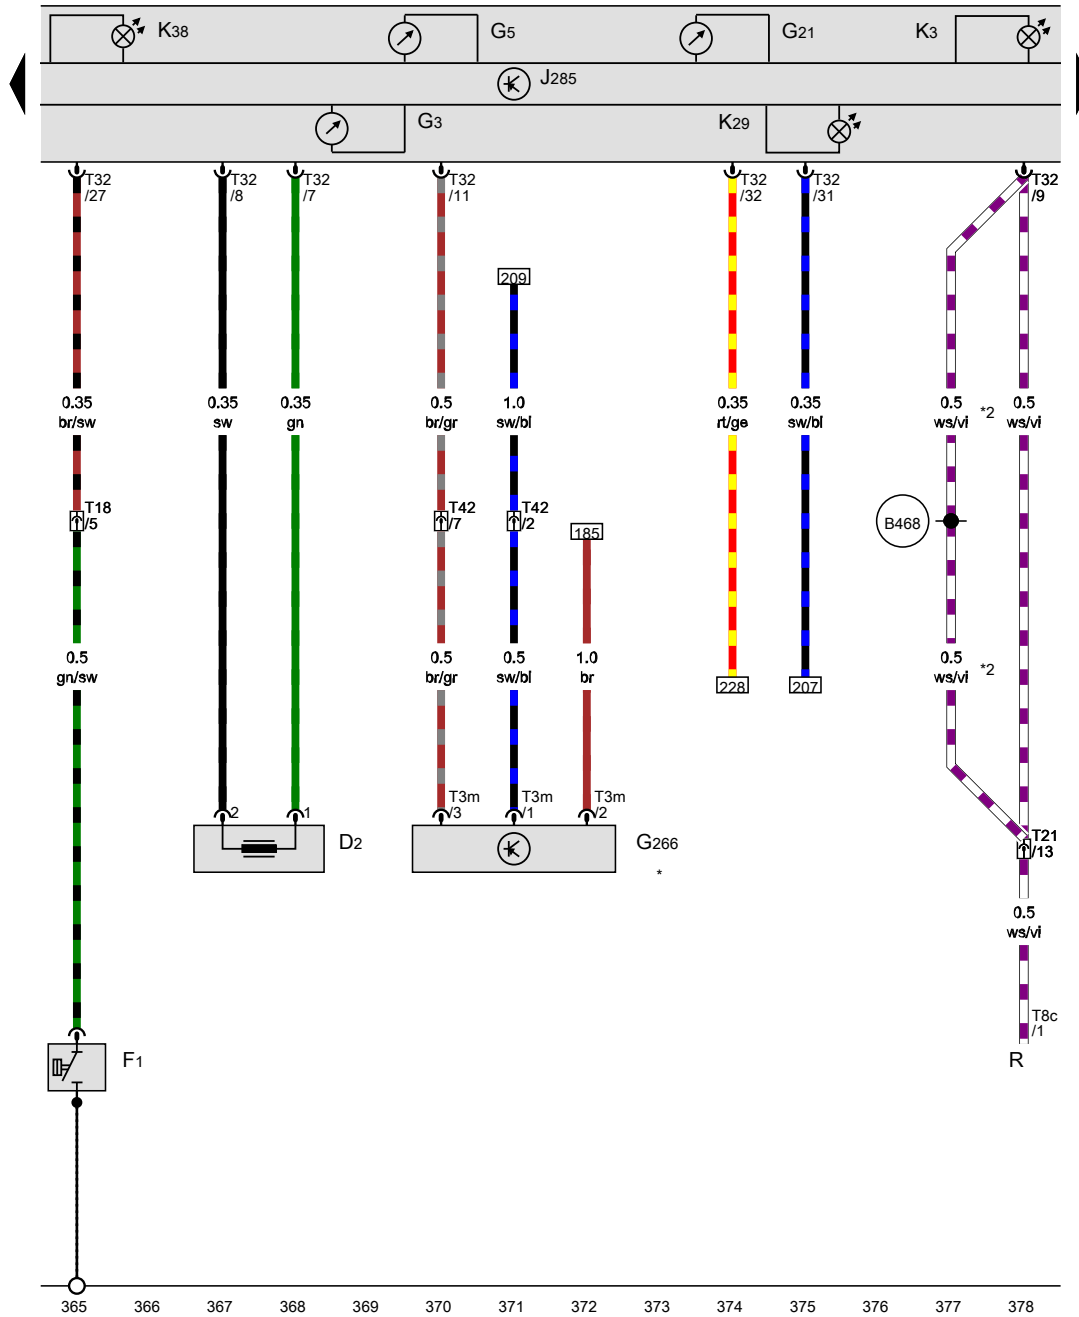 K38
G5
G21
K3
J285
G3
K29
T32
/27
T32
/8
T32
/7
T32
/11
T32
/32
T32
/31
T32
/9
209
0.35
br/sw
0.35
sw
0.35
gn
0.5
br/gr
1.0
sw/bl
0.35
rt/ge
0.35
sw/bl
0.5
ws/vi
*2
0.5
ws/vi
T18
/5
T42
/7
T42
/2
185
B468
0.5
gn/sw
0.5
br/gr
0.5
sw/bl
1.0
br
0.5
ws/vi
*2
228
207
2
1
T3m
/3
T3m
/1
T3m
/2
D2
G266
*
T21
/13
0.5
ws/vi
T8c
/1
F1
R
365 366 367 368 369 370 371 372 373 374 375 376 377 378